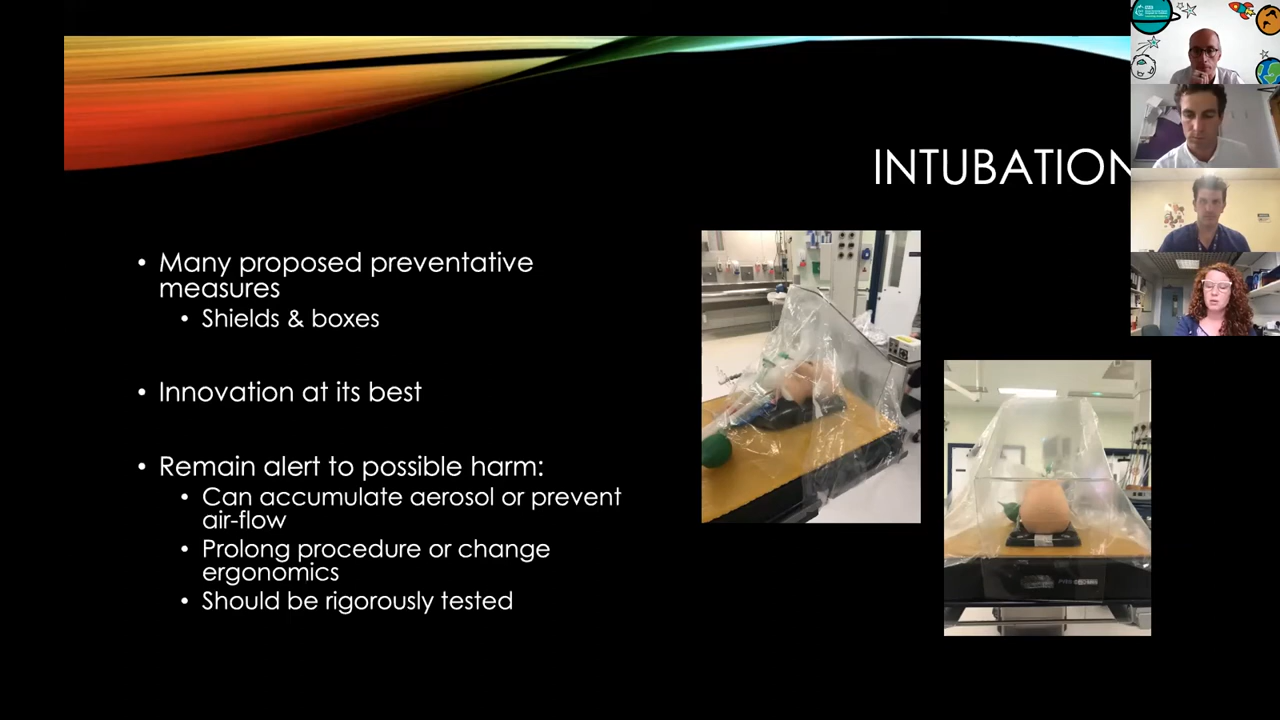 INTUBATION
• Many proposed preventative
measures
• Shields & boxes
• Innovation at its best
• Remain alert to possible harm:
• Can accumulate aerosol or prevent
air-flow
• Prolong procedure or change
ergonomics
• Should be rigorously tested